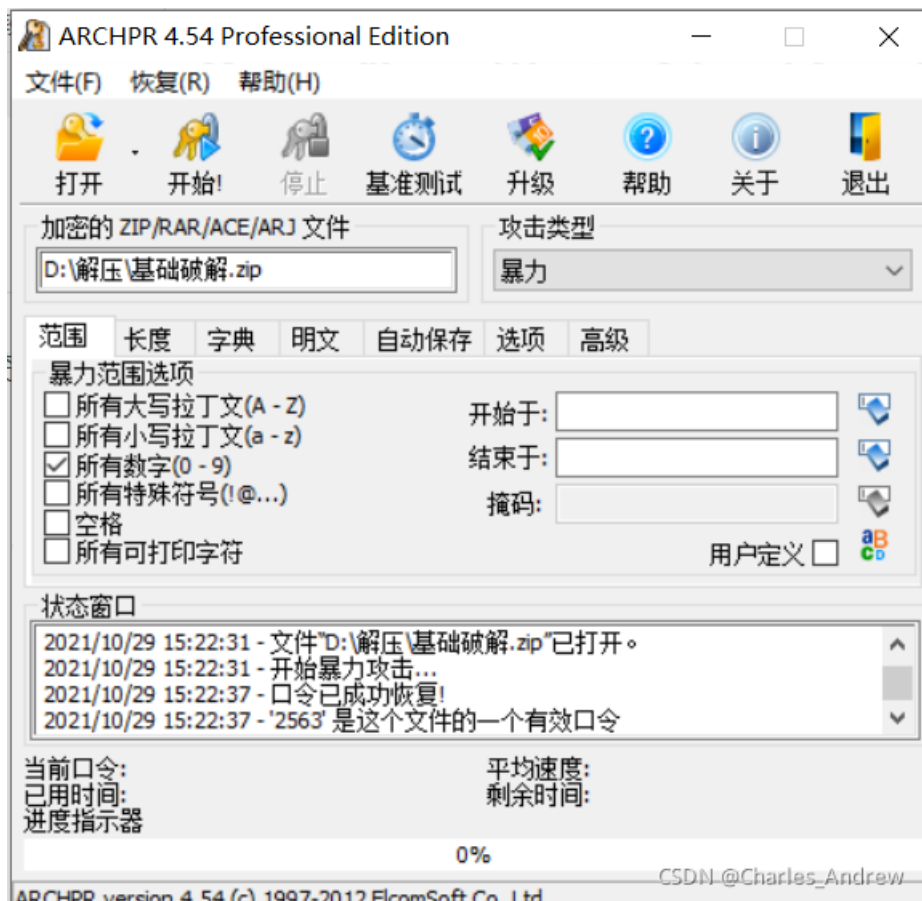 ARCHPR 4.54 Professional Edition
文件(F) 恢复(R) 帮助(H)
打开 开始! 停止 基准测试 升级 帮助 关于 退出
加密的 ZIP/RAR/ACE/ARJ 文件
攻击类型
D:\解压\基础破解.zip
暴力
范围 长度 字典 明文 自动保存 选项 高级
暴力范围选项
所有大写拉丁文(A - Z)
所有小写拉丁文(a - z)
所有数字(0 - 9)
所有特殊符号(!@...)
空格
所有可打印字符
开始于:
结束于:
掩码:
用户定义
状态窗口
2021/10/29 15:22:31 - 文件"D:\解压\基础破解.zip"已打开。
2021/10/29 15:22:31 - 开始暴力攻击...
2021/10/29 15:22:37 - 口令已成功恢复!
2021/10/29 15:22:37 - '2563' 是这个文件的一个有效口令
当前口令:
平均速度:
已用时间:
剩余时间:
进度指示器
0%
CSDN @Charles_Andrew
ARCHPR version 4.54 (c) 1997-2012 ElcomSoft Co. Ltd.